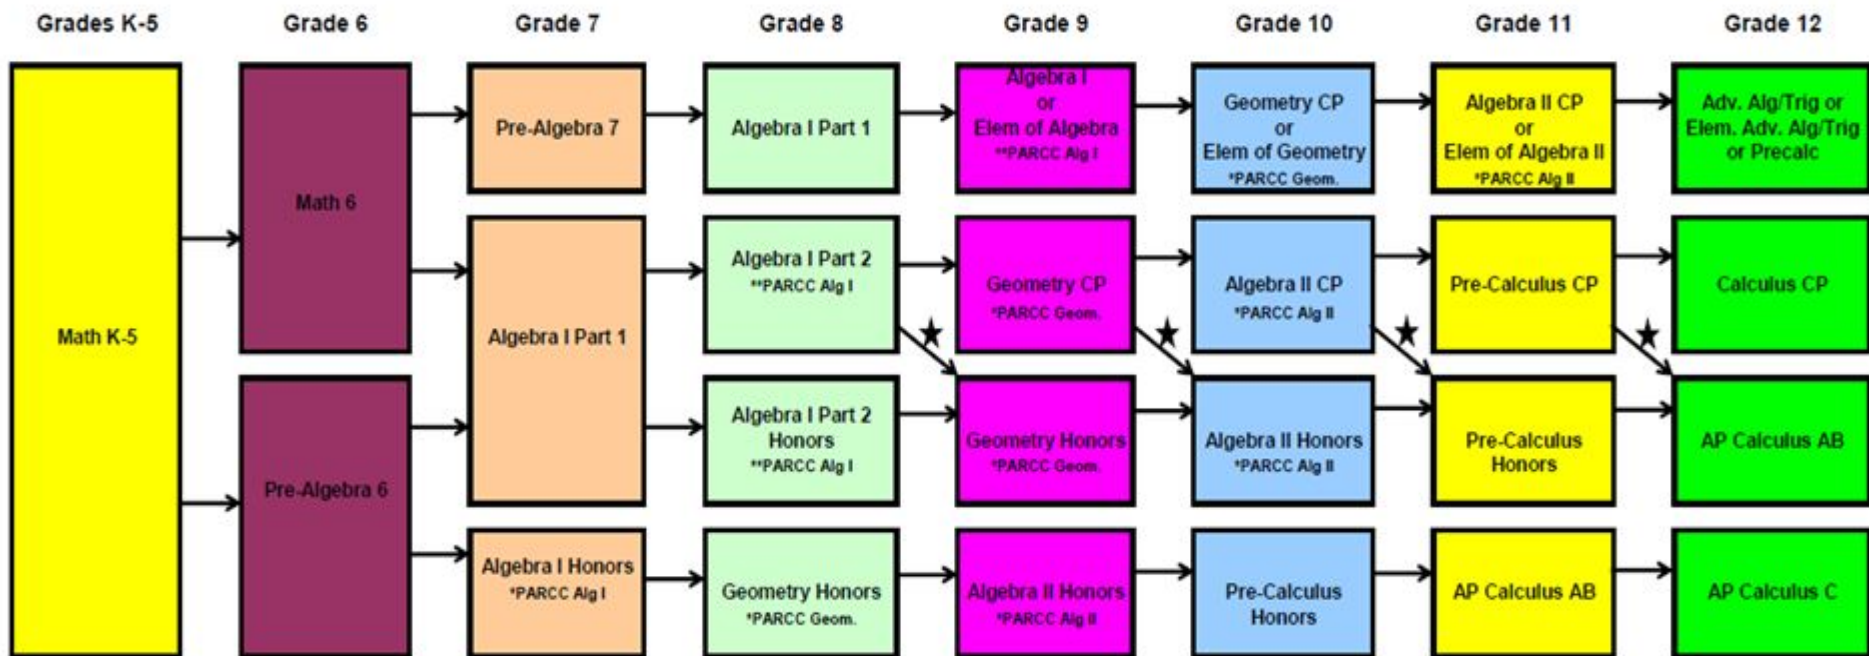 Grades K-5
Grade 6
Grade 7
Grade 8
Grade 9
Grade 10
Grade 11
Grade 12
Math K-5
Math 6
Pre-Algebra 6
Pre-Algebra 7
Algebra I Part 1
Algebra I Honors
*PARCC Alg I
Algebra I Part 1
Algebra I Part 2
**PARCC Alg I
Algebra I Part 2
Honors
**PARCC Alg I
Geometry Honors
*PARCC Geom.
Algebra I
or
Elem of Algebra
**PARCC Alg I
Geometry CP
*PARCC Geom.
Geometry Honors
*PARCC Geom.
Algebra II Honors
*PARCC Alg II
Geometry CP
or
Elem of Geometry
*PARCC Geom.
Algebra II CP
*PARCC Alg II
Algebra II Honors
*PARCC Alg II
Pre-Calculus
Honors
Algebra II CP
or
Elem of Algebra II
*PARCC Alg II
Pre-Calculus CP
Pre-Calculus
Honors
AP Calculus AB
Adv. Alg/Trig or
Elem. Adv. Alg/Trig
or Precalc
Calculus CP
AP Calculus AB
AP Calculus C